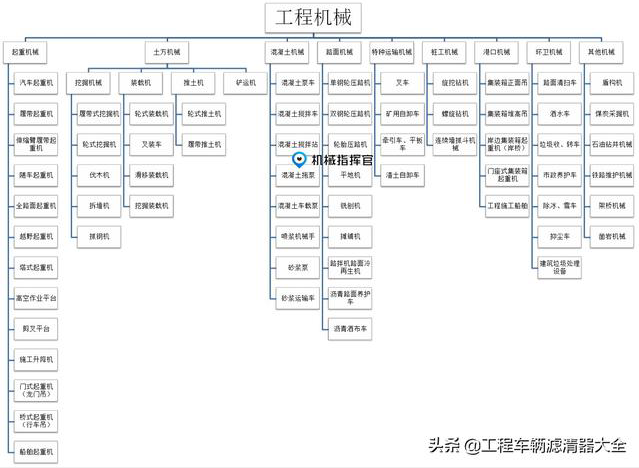 工程机械
起重机械
土方机械
混凝土机械
路面机械
特种运输机械
桩工机械
港口机械
环卫机械
其他机械
汽车起重机
履带起重机
伸缩臂履带起
重机
随车起重机
全路面起重机
越野起重机
塔式起重机
高空作业平台
剪叉平台
施工升降机
门式起重机
(龙门吊)
桥式起重机
(行车吊)
船舶起重机
挖掘机械
履带式挖掘机
轮式挖掘机
伐木机
拆墙机
抓钢机
装载机
轮式装载机
叉装车
滑移装载机
挖掘装载机
推土机
轮式推土机
履带推土机
铲运机
混凝土泵车
混凝土搅拌车
混凝土搅拌站
混凝土拖泵
混凝土车载泵
喷浆机械手
砂浆泵
砂浆运输车
单钢轮压路机
双钢轮压路机
轮胎压路机
平地机
铣刨机
摊铺机
路拌机路面冷
再生机
沥青路面养护
车
沥青洒布车
叉车
矿用自卸车
牵引车、平板
车
渣土自卸车
旋挖钻机
螺旋钻机
连续墙抓斗机
械
集装箱正面吊
集装箱堆高吊
岸边集装箱起
重机(岸桥)
门座式集装箱
起重机
工程施工船舶
路面清扫车
洒水车
垃圾收、转车
市政养护车
除冰、雪车
抑尘车
建筑垃圾处理
设备
盾构机
煤炭采掘机
石油钻井机械
铁路维护机械
架桥机械
凿岩机械
机械指挥官
头条 @工程车辆滤清器大全